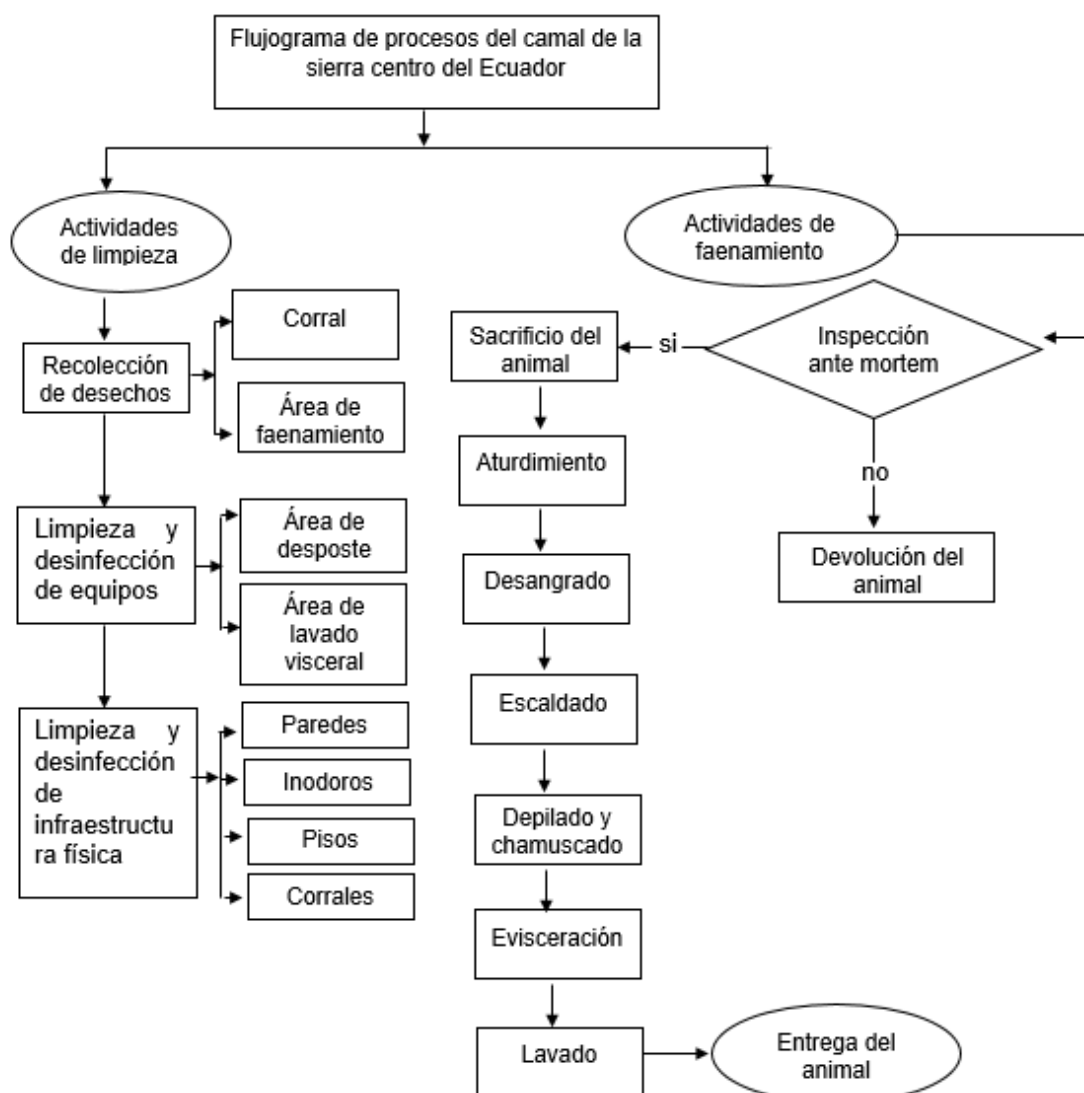 Flujograma de procesos del camal de la
sierra centro del Ecuador
Actividades
de limpieza
Actividades de
faenamiento
Recolección
de desechos
Corral
Área de
faenamiento
Limpieza y
desinfección
de equipos
Área de
desposte
Área de
lavado
visceral
Limpieza y
desinfección
de
infraestructu
ra física
Paredes
Inodoros
Pisos
Corrales
Inspección
ante mortem
si
no
Devolución del
animal
Sacrificio del
animal
Aturdimiento
Desangrado
Escaldado
Depilado y
chamuscado
Evisceración
Lavado
Entrega del
animal